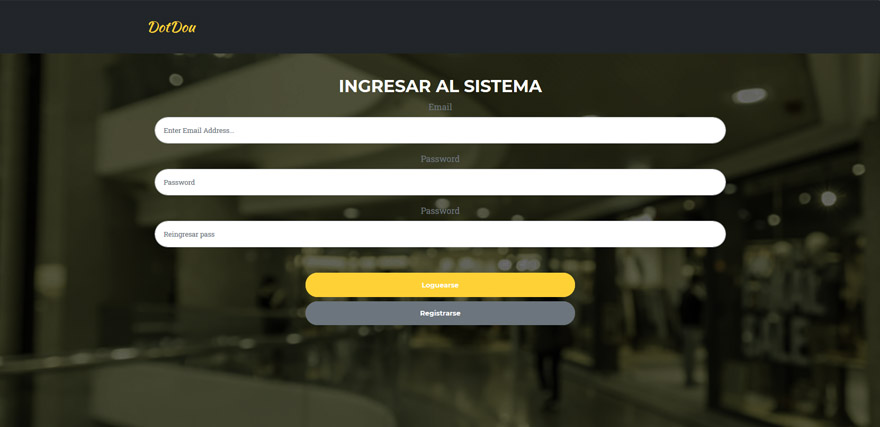 DotDou
INGRESAR AL SISTEMA
Email
Enter Email Address...
Password
Password
Password
Reingresar pass
Loguearse
Registrarse